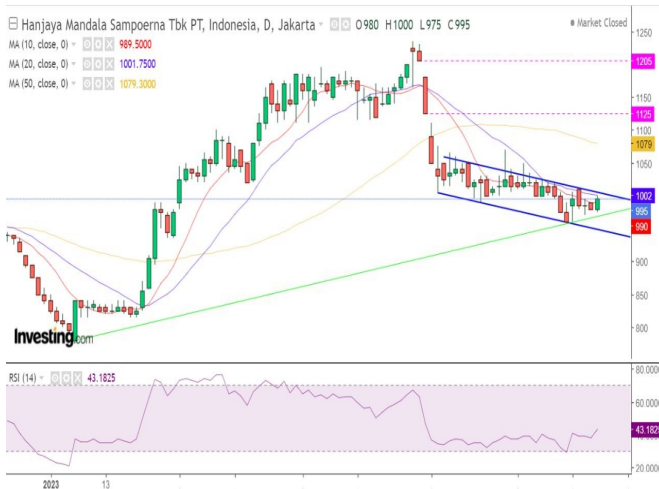 Hanjaya Mandala Sampoerna Tbk PT, Indonesia, D, Jakarta O980 H1000 L975 C995
Market Closed
MA (10, close, 0) 989.5000
MA (20, close, 0) 1001.7500
MA (50, close, 0) 1079.3000
1250
1205
1150
1125
1100
1079
1050
1002
995
990
900
850
800
Investing.com
RSI (14) 43.1825
80.0000
60.0000
43.1825
20.0000
2023 13